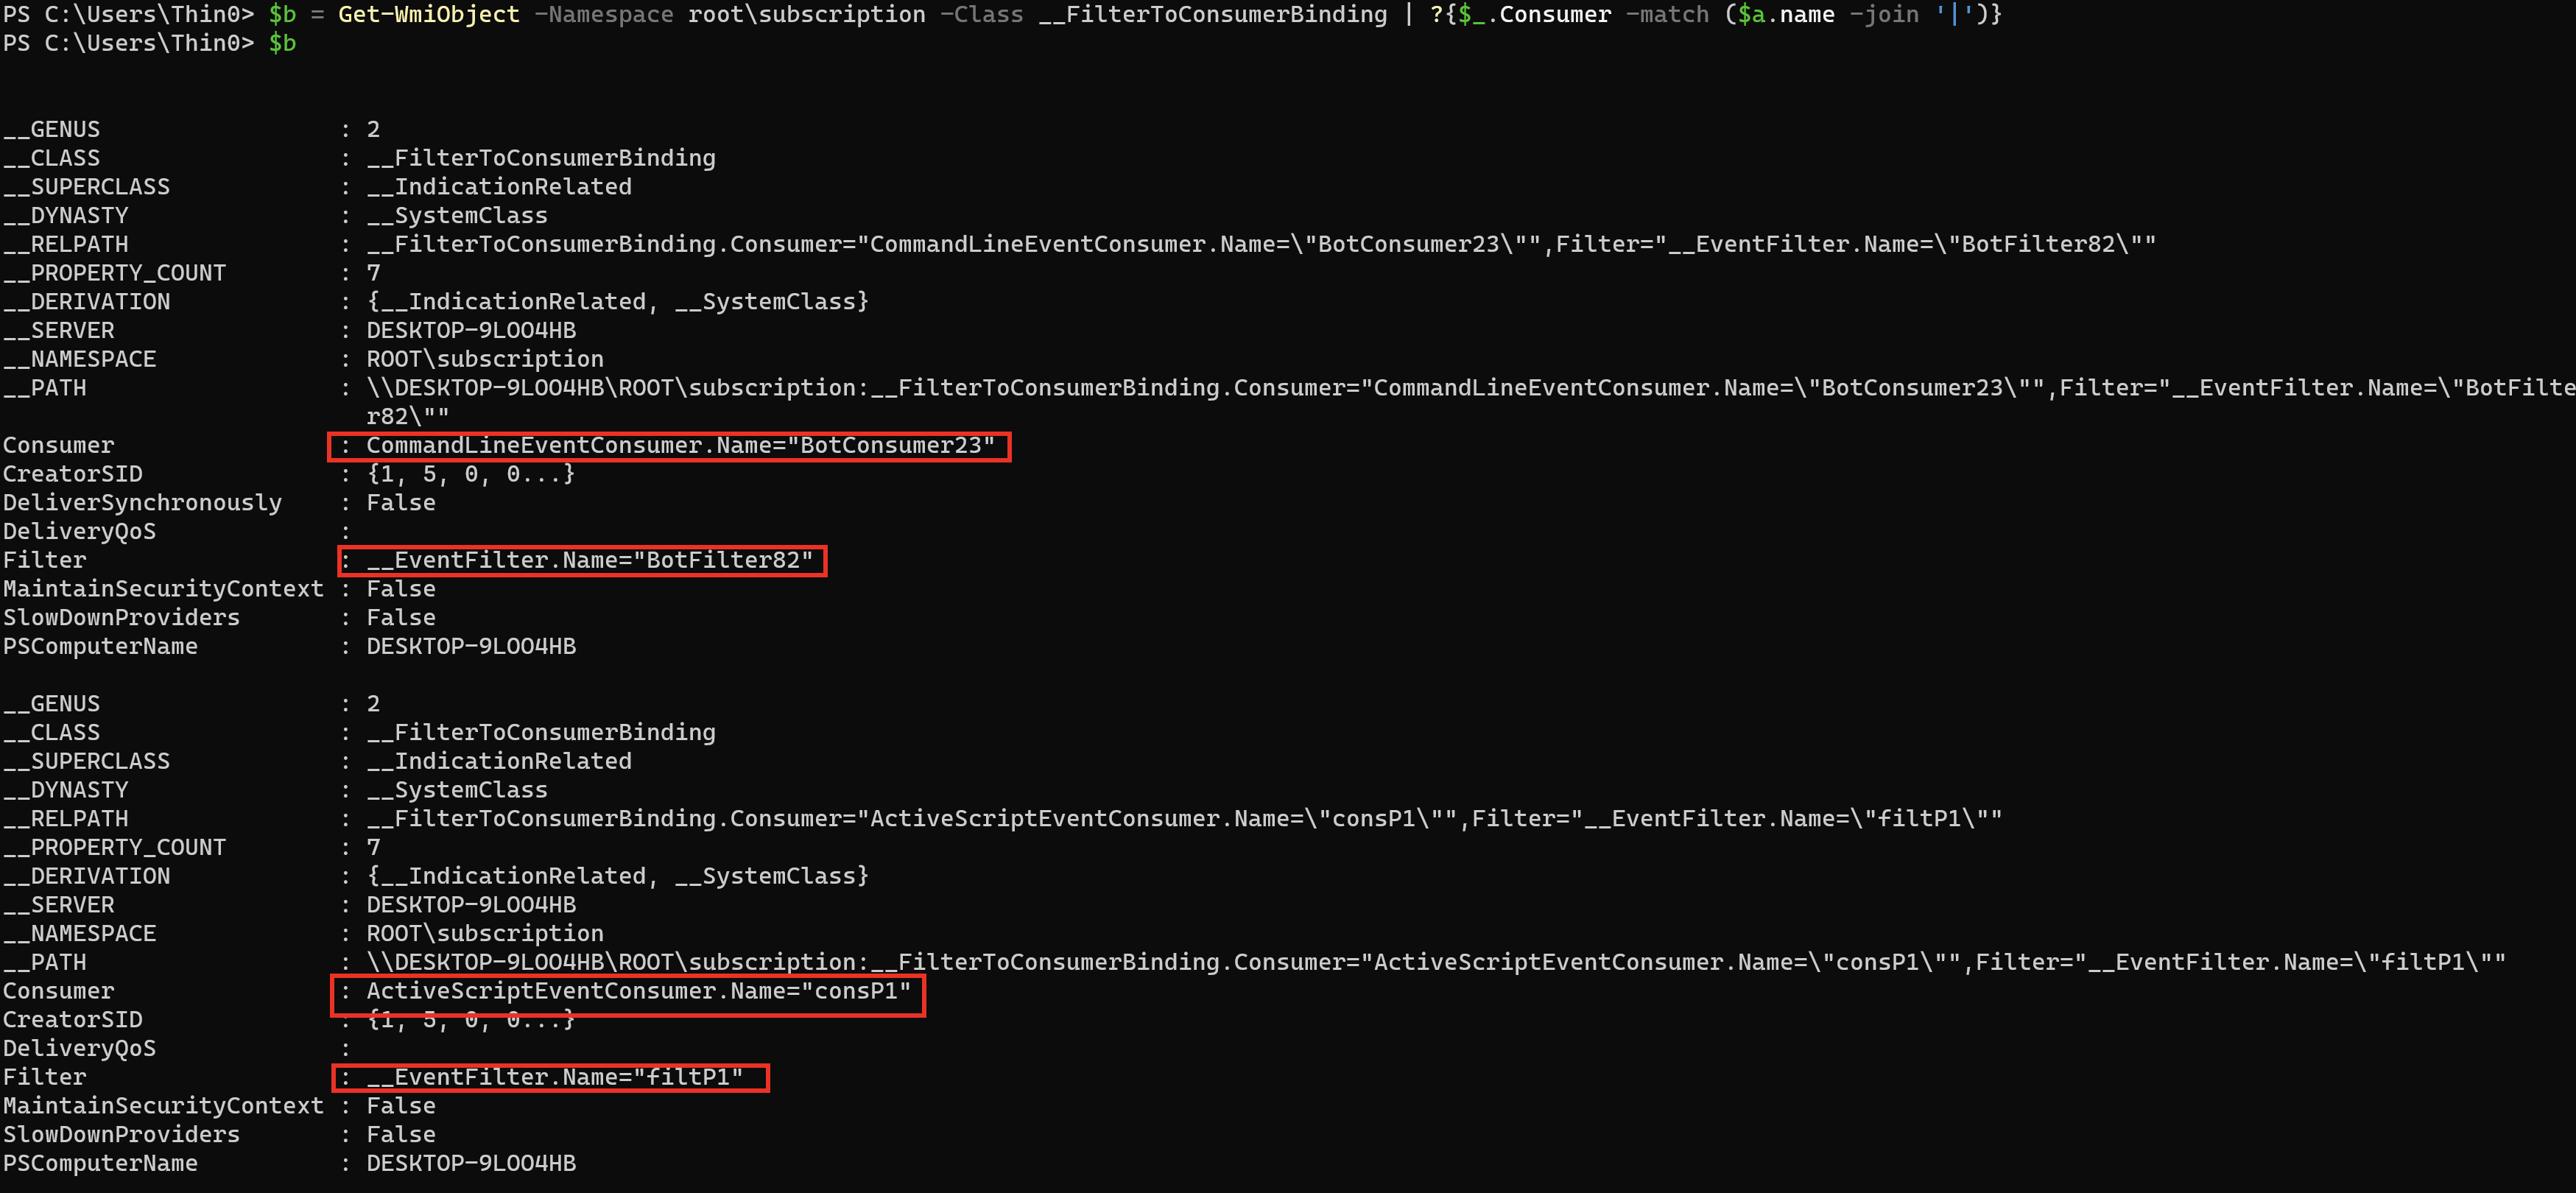 PS C:\Users\Thin0> $b = Get-WmiObject -Namespace root\subscription -Class __FilterToConsumerBinding | ?{$_.Consumer -match ($a.name -join '|')}
PS C:\Users\Thin0> $b
__GENUS : 2
__CLASS : __FilterToConsumerBinding
__SUPERCLASS : __IndicationRelated
__DYNASTY : __SystemClass
__RELPATH : __FilterToConsumerBinding.Consumer="CommandLineEventConsumer.Name=\"BotConsumer23\"",Filter="__EventFilter.Name=\"BotFilter82\""
__PROPERTY_COUNT : 7
__DERIVATION : {__IndicationRelated, __SystemClass}
__SERVER : DESKTOP-9LOO4HB
__NAMESPACE : ROOT\subscription
__PATH : \\DESKTOP-9LOO4HB\ROOT\subscription:__FilterToConsumerBinding.Consumer="CommandLineEventConsumer.Name=\"BotConsumer23\"",Filter="__EventFilter.Name=\"BotFilte
r82\""
Consumer : CommandLineEventConsumer.Name="BotConsumer23"
CreatorSID : {1, 5, 0, 0...}
DeliverSynchronously : False
DeliveryQoS :
Filter : __EventFilter.Name="BotFilter82"
MaintainSecurityContext : False
SlowDownProviders : False
PSComputerName : DESKTOP-9LOO4HB
__GENUS : 2
__CLASS : __FilterToConsumerBinding
__SUPERCLASS : __IndicationRelated
__DYNASTY : __SystemClass
__RELPATH : __FilterToConsumerBinding.Consumer="ActiveScriptEventConsumer.Name=\"consP1\"",Filter="__EventFilter.Name=\"filtP1\""
__PROPERTY_COUNT : 7
__DERIVATION : {__IndicationRelated, __SystemClass}
__SERVER : DESKTOP-9LOO4HB
__NAMESPACE : ROOT\subscription
__PATH : \\DESKTOP-9LOO4HB\ROOT\subscription:__FilterToConsumerBinding.Consumer="ActiveScriptEventConsumer.Name=\"consP1\"",Filter="__EventFilter.Name=\"filtP1\""
Consumer : ActiveScriptEventConsumer.Name="consP1"
CreatorSID : {1, 5, 0, 0...}
DeliveryQoS :
Filter : __EventFilter.Name="filtP1"
MaintainSecurityContext : False
SlowDownProviders : False
PSComputerName : DESKTOP-9LOO4HB